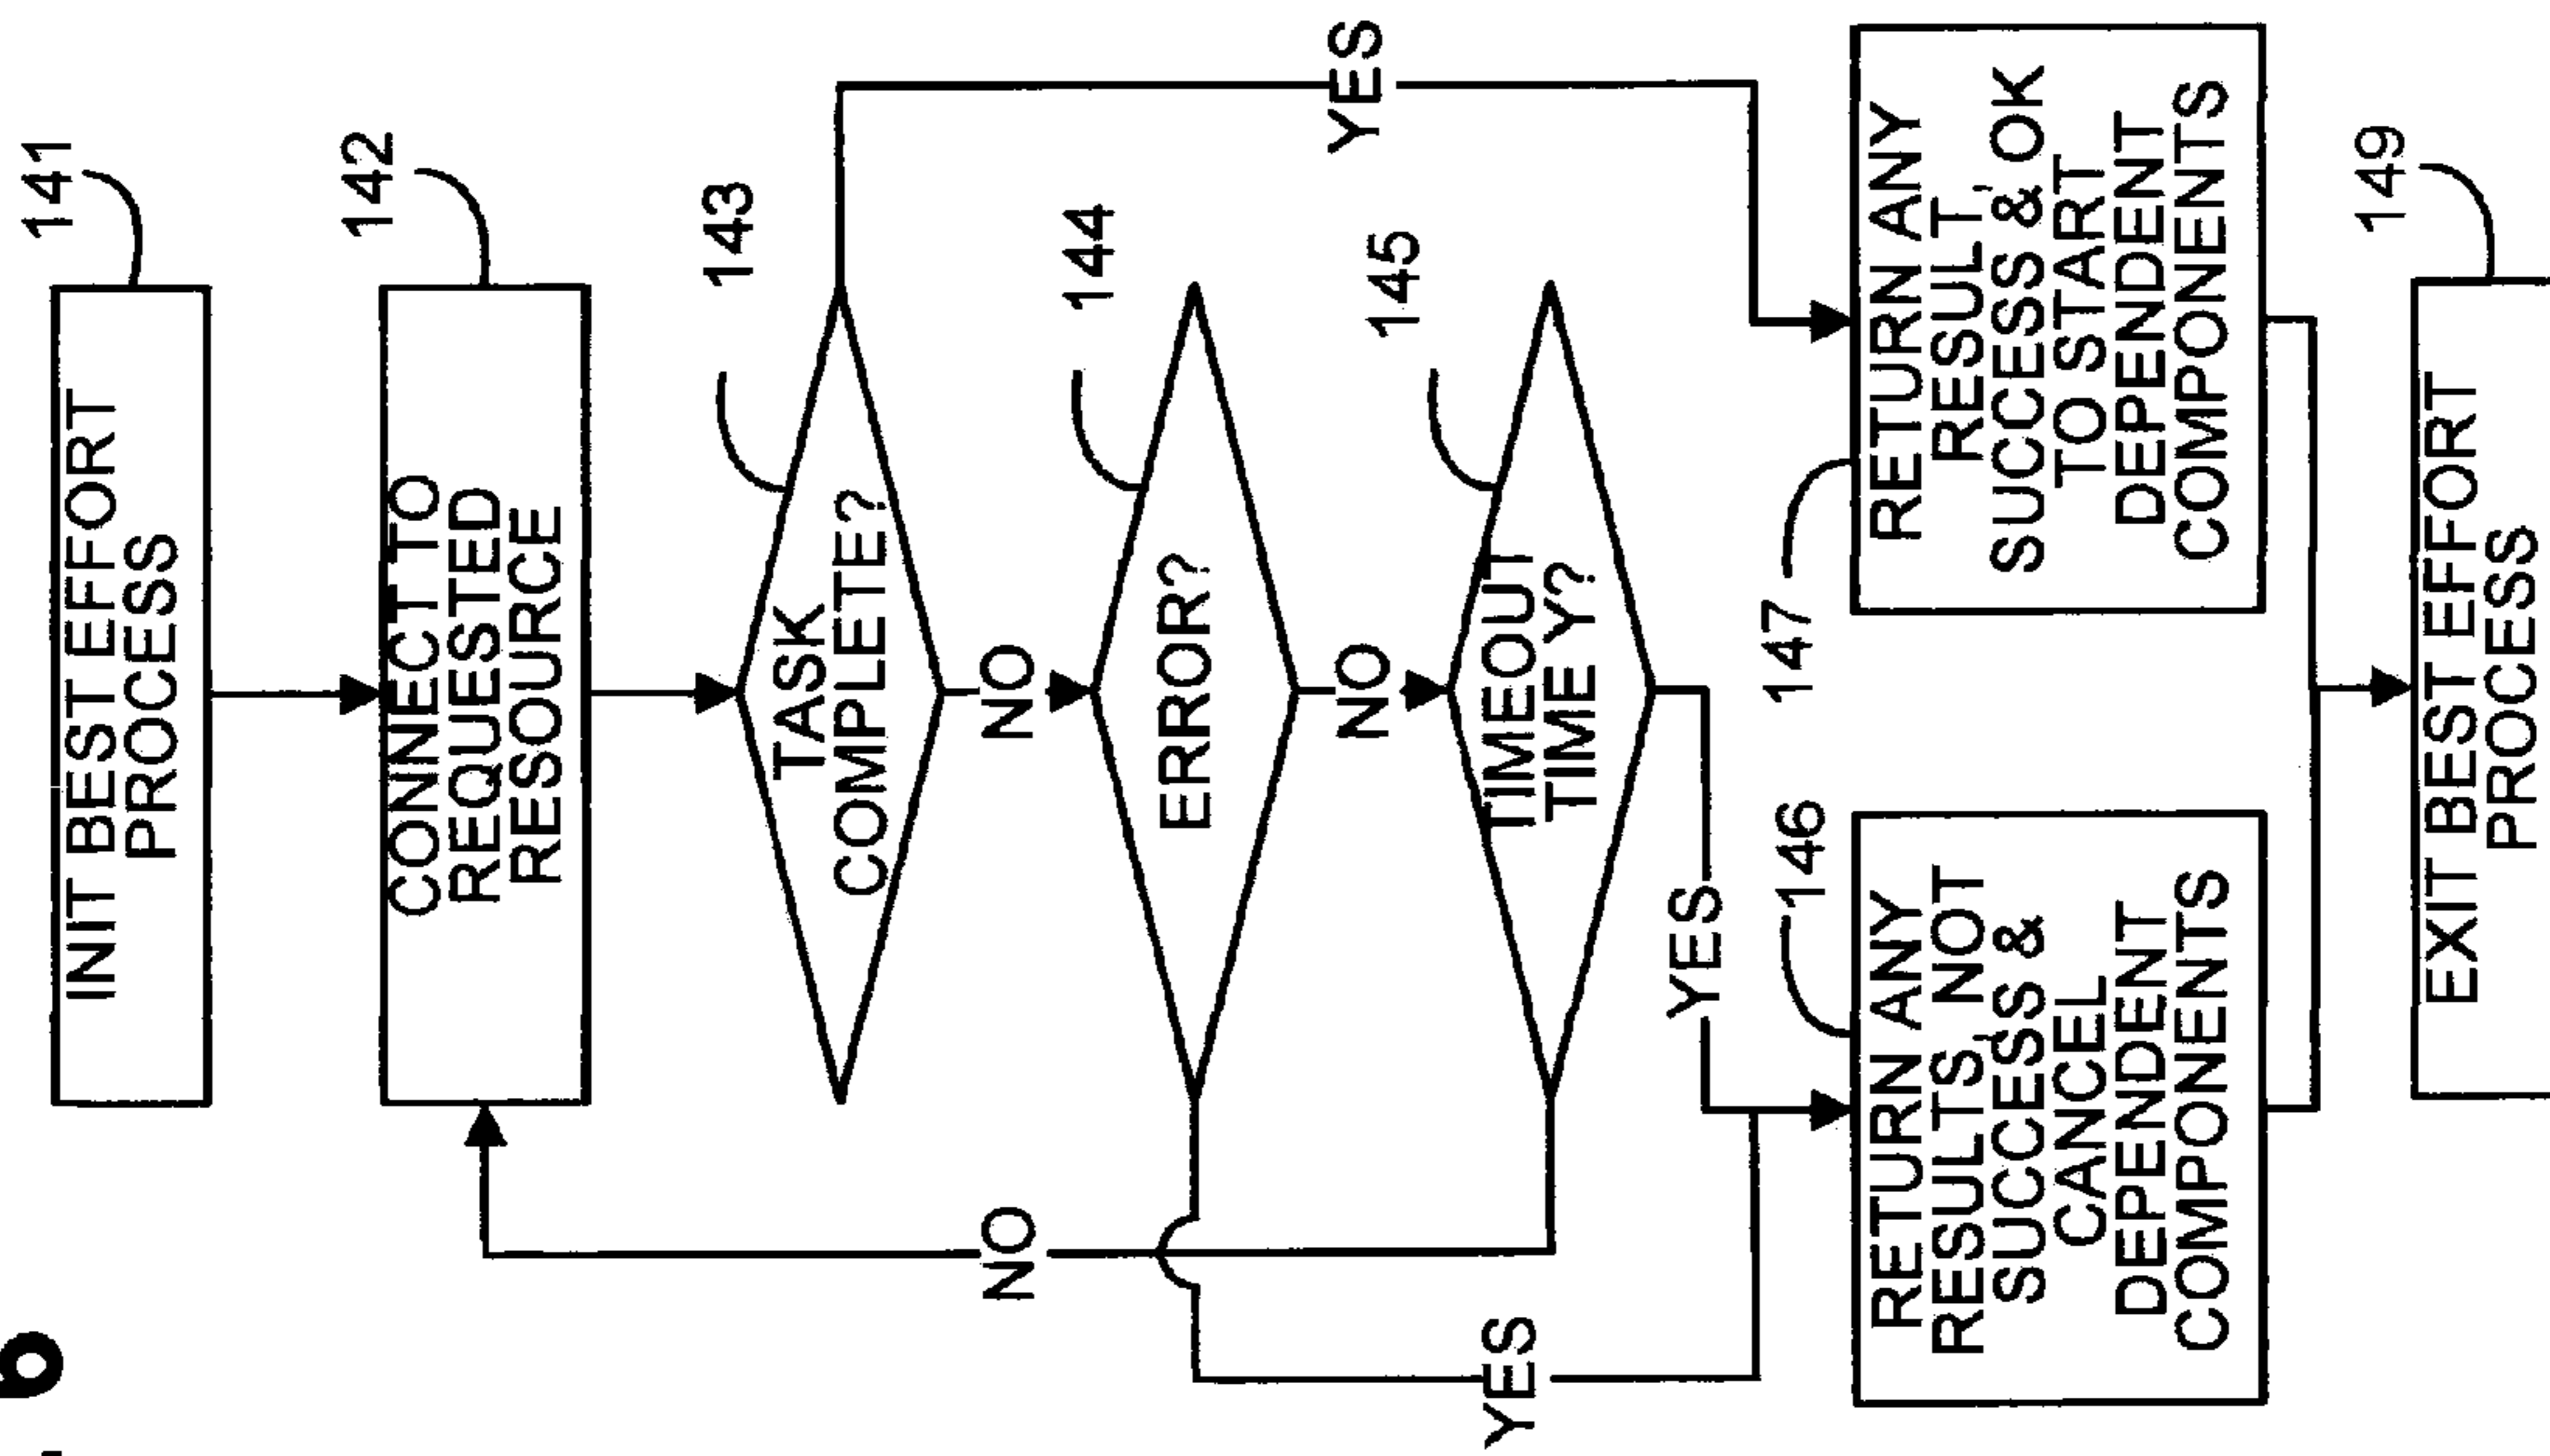 141
INIT BEST EFFORT
PROCESS
142
CONNECT TO
REQUESTED
RESOURCE
143
TASK
COMPLETE?
NO
NO
144
ERROR?
NO
YES
145
TIMEOUT
TIME Y?
YES
YES
146
147
RETURN ANY
RESULTS, NOT
SUCCESS &
CANCEL
DEPENDENT
COMPONENTS
RETURN ANY
RESULT,
SUCCESS & OK
TO START
DEPENDENT
COMPONENTS
149
EXIT BEST EFFORT
PROCESS